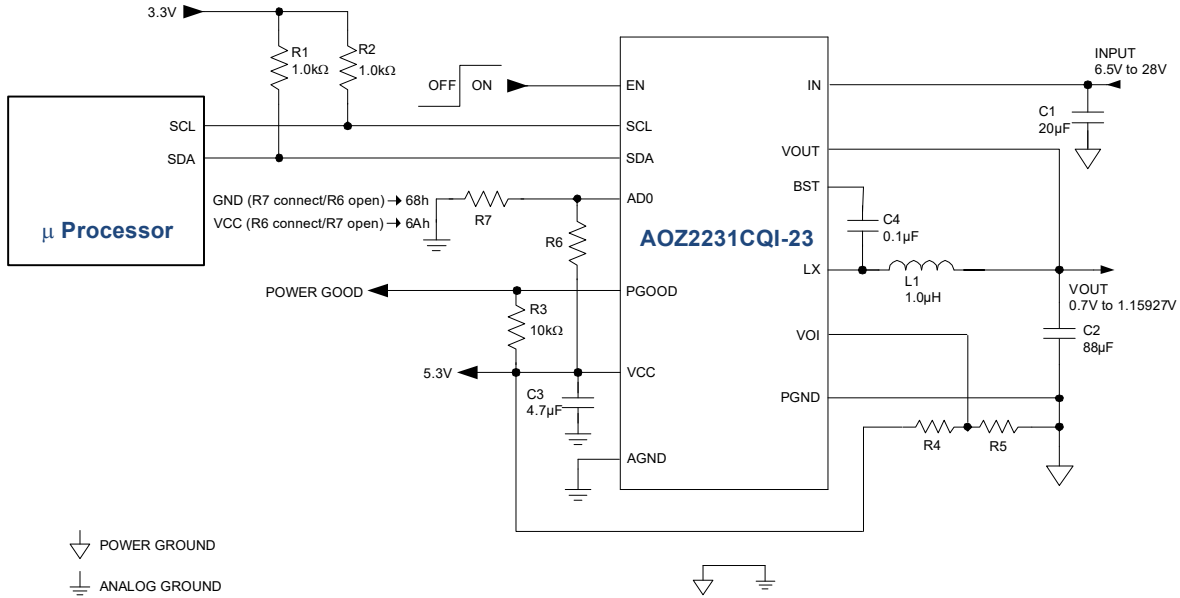 3.3V
R1
1.0kΩ
R2
1.0kΩ
OFF
ON
EN
IN
INPUT
6.5V to 28V
C1
20µF
SCL
SCL
SDA
SDA
VOUT
BST
GND (R7 connect/R6 open) → 68h
VCC (R6 connect/R7 open) → 6Ah
R7
AD0
R6
C4
0.1µF
µ Processor
AOZ2231CQI-23
LX
L1
1.0µH
VOUT
0.7V to 1.15927V
POWER GOOD
PGOOD
R3
10kΩ
VOI
C2
88µF
5.3V
VCC
C3
4.7µF
PGND
R4
R5
AGND
POWER GROUND
ANALOG GROUND